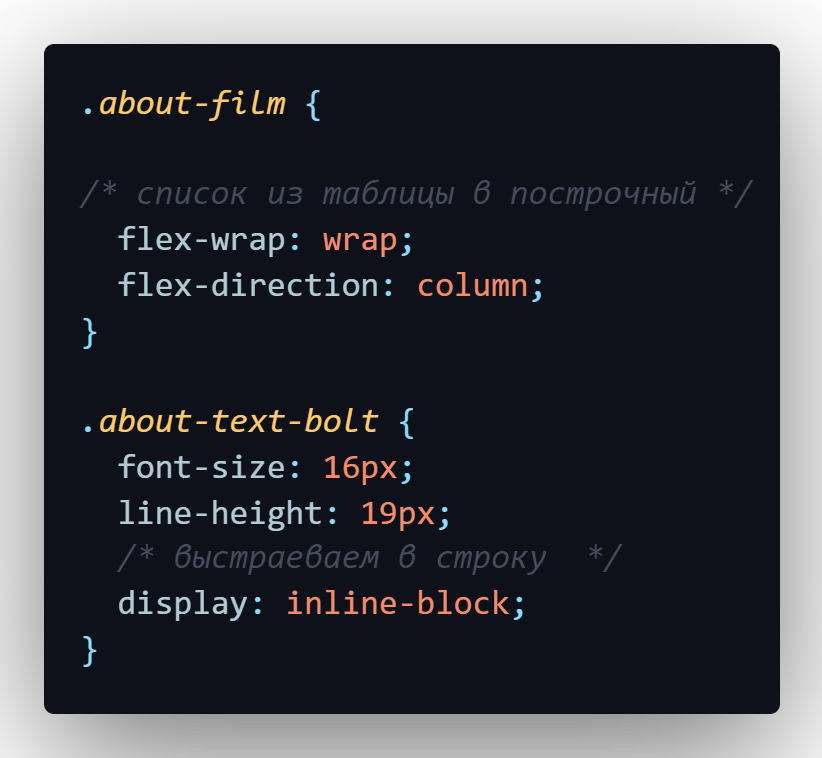 .about-film {
/* список из таблицы в построчный */
flex-wrap: wrap;
flex-direction: column;
}
.about-text-bolt {
font-size: 16px;
line-height: 19px;
/* выстраеваем в строку  */
display: inline-block;
}